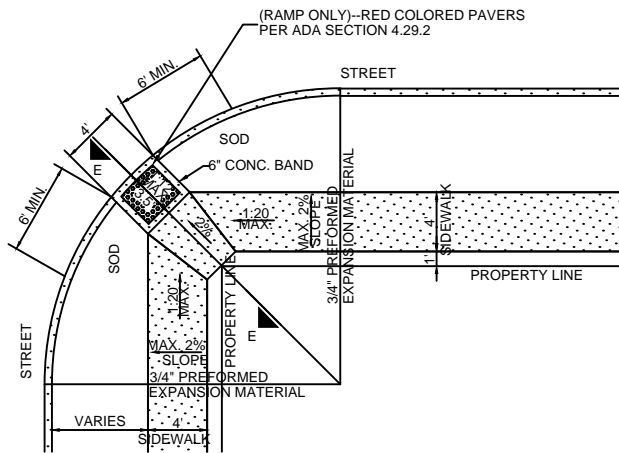 (RAMP ONLY)--RED COLORED PAVERS
PER ADA SECTION 4.29.2
6' MIN.
STREET
4'
SOD
6" CONC. BAND
E
6' MIN.
MAX.
2%
1:20
MAX.
MAX. 2%
SLOPE
3/4" PREFORMED
EXPANSION MATERIAL
4'
SIDEWALK
1'
SOD
PROPERTY LINE
PROPERTY LINE
1:20
MAX.
E
STREET
MAX. 2%
SLOPE
3/4" PREFORMED
EXPANSION MATERIAL
VARIES
4'
SIDEWALK